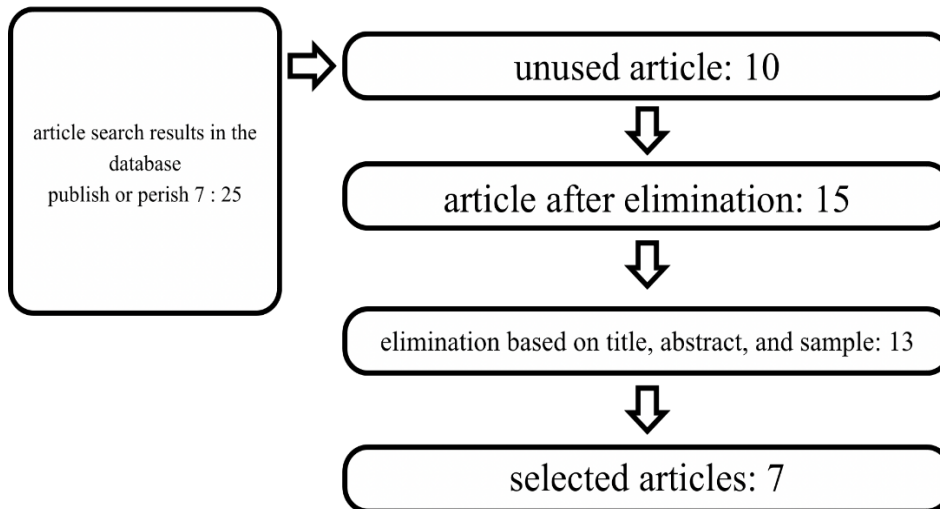 article search results in the
database
publish or perish 7 : 25
unused article: 10
article after elimination: 15
elimination based on title, abstract, and sample: 13
selected articles: 7